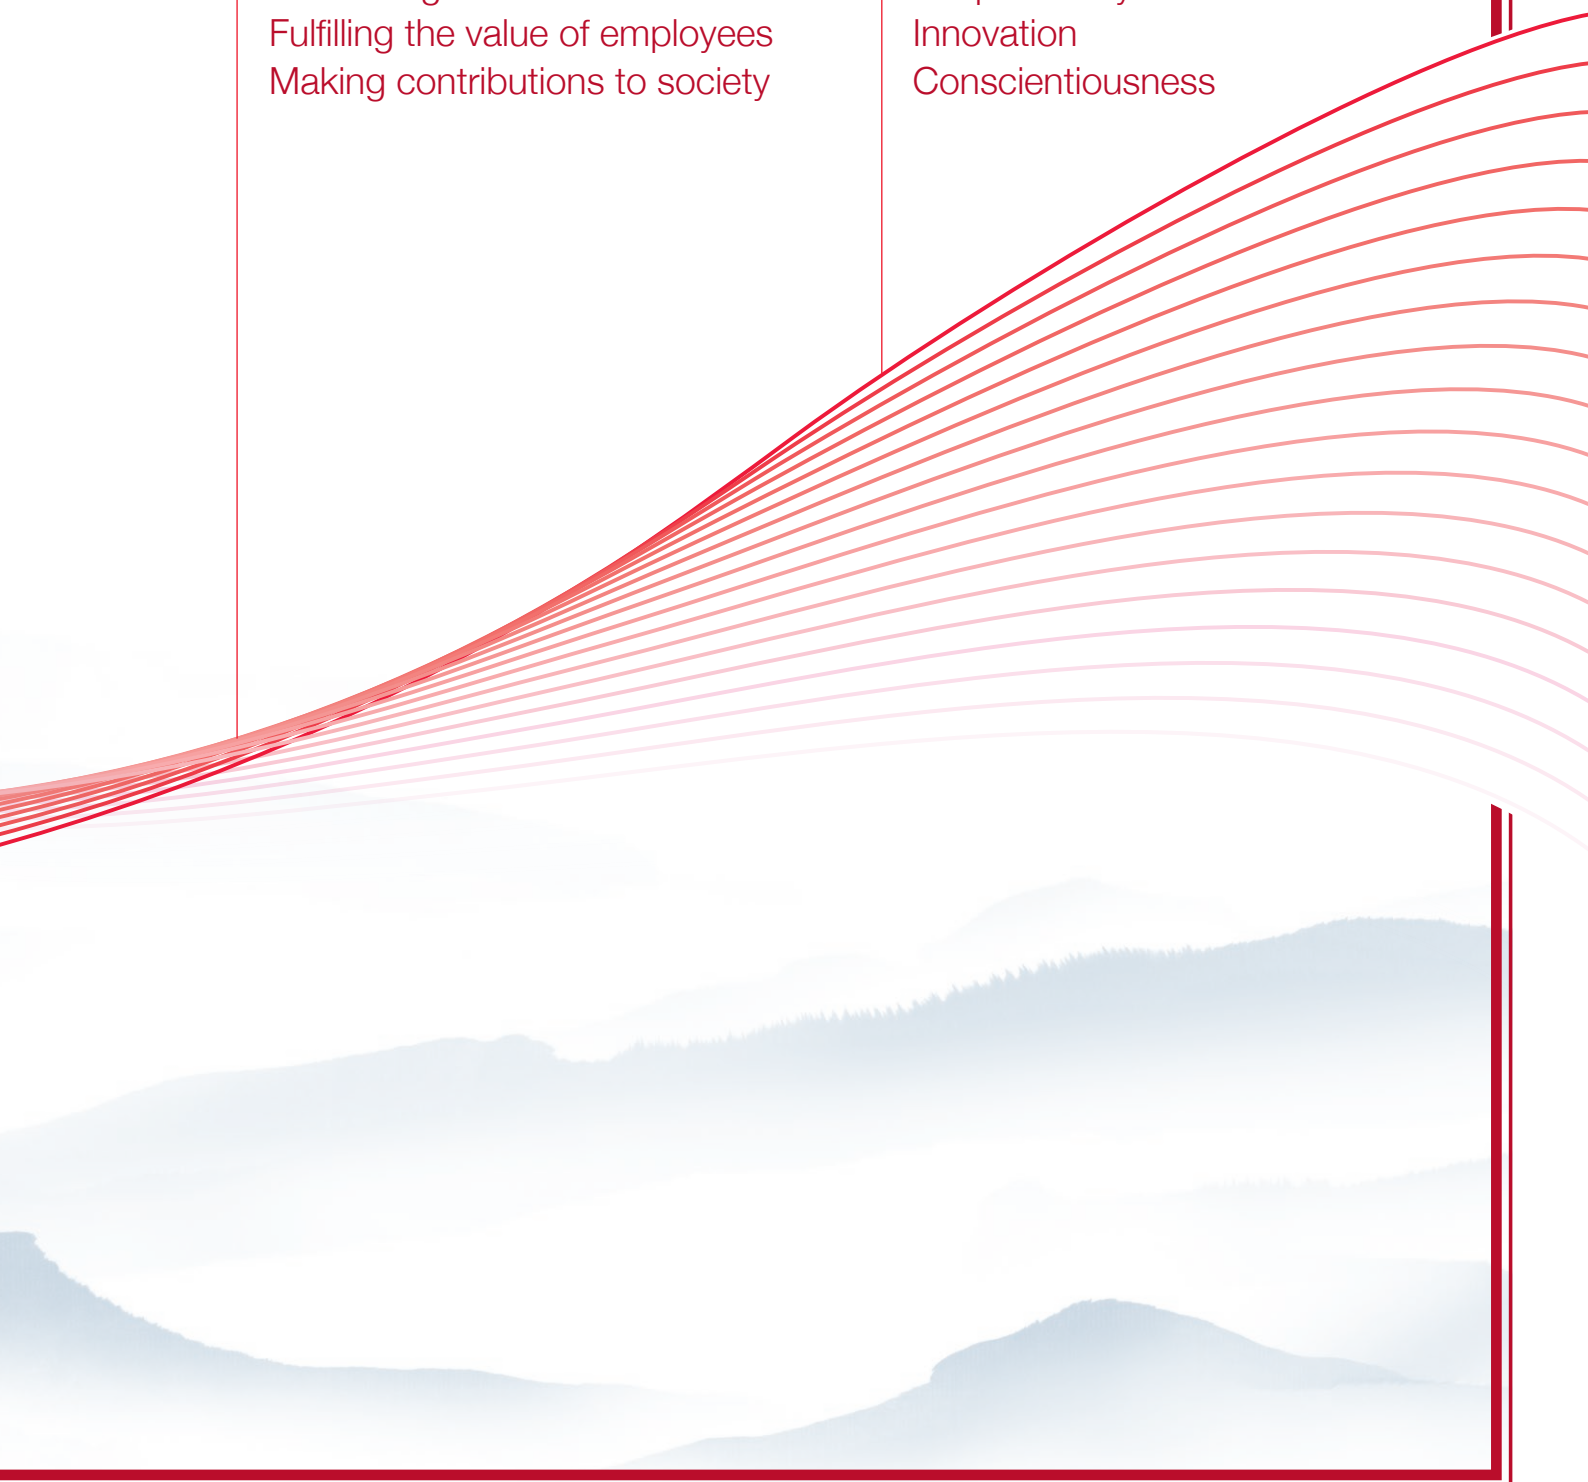 Fulfilling the value of employees
Making contributions to society
Innovation
Conscientiousness